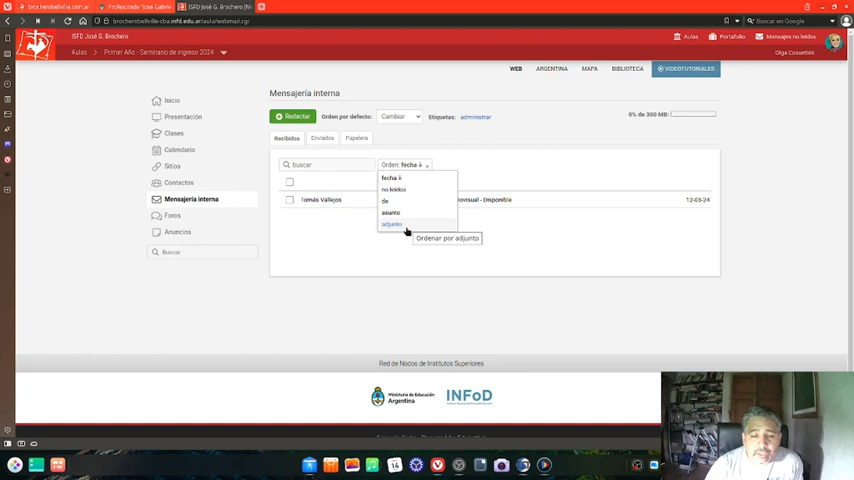 brocherobellville.com.ar
Profesorado "Jose Gabriel
ISFD José G. Brochero [N
brocherobellville-cba.infd.edu.ar/aula/webmail.cgi
Buscar en Google
ISFD José G. Brochero
Aulas
Portafolio
Mensajes no leídos
Aulas > Primer Año - Seminario de ingreso 2024
Olga Cossettini
WEB
ARGENTINA
MAPA
BIBLIOTECA
VIDEOTUTORIALES
Mensajería interna
Inicio
Presentación
Clases
Calendario
Sitios
Contactos
Mensajería interna
Foros
Anuncios
Buscar
Redactar
Orden por defecto: Cambiar
Etiquetas: administrar
0% de 300 MB:
Recibidos
Enviados
Papelera
buscar
Orden: fecha ↓
fecha ↓
no leídos
de
asunto
adjunto
Ordenar por adjunto
Tomás Vallejos
diovisual - Disponible
12-03-24
Red de Nodos de Institutos Superiores
Ministerio de Educación
Argentina
INFoD
14